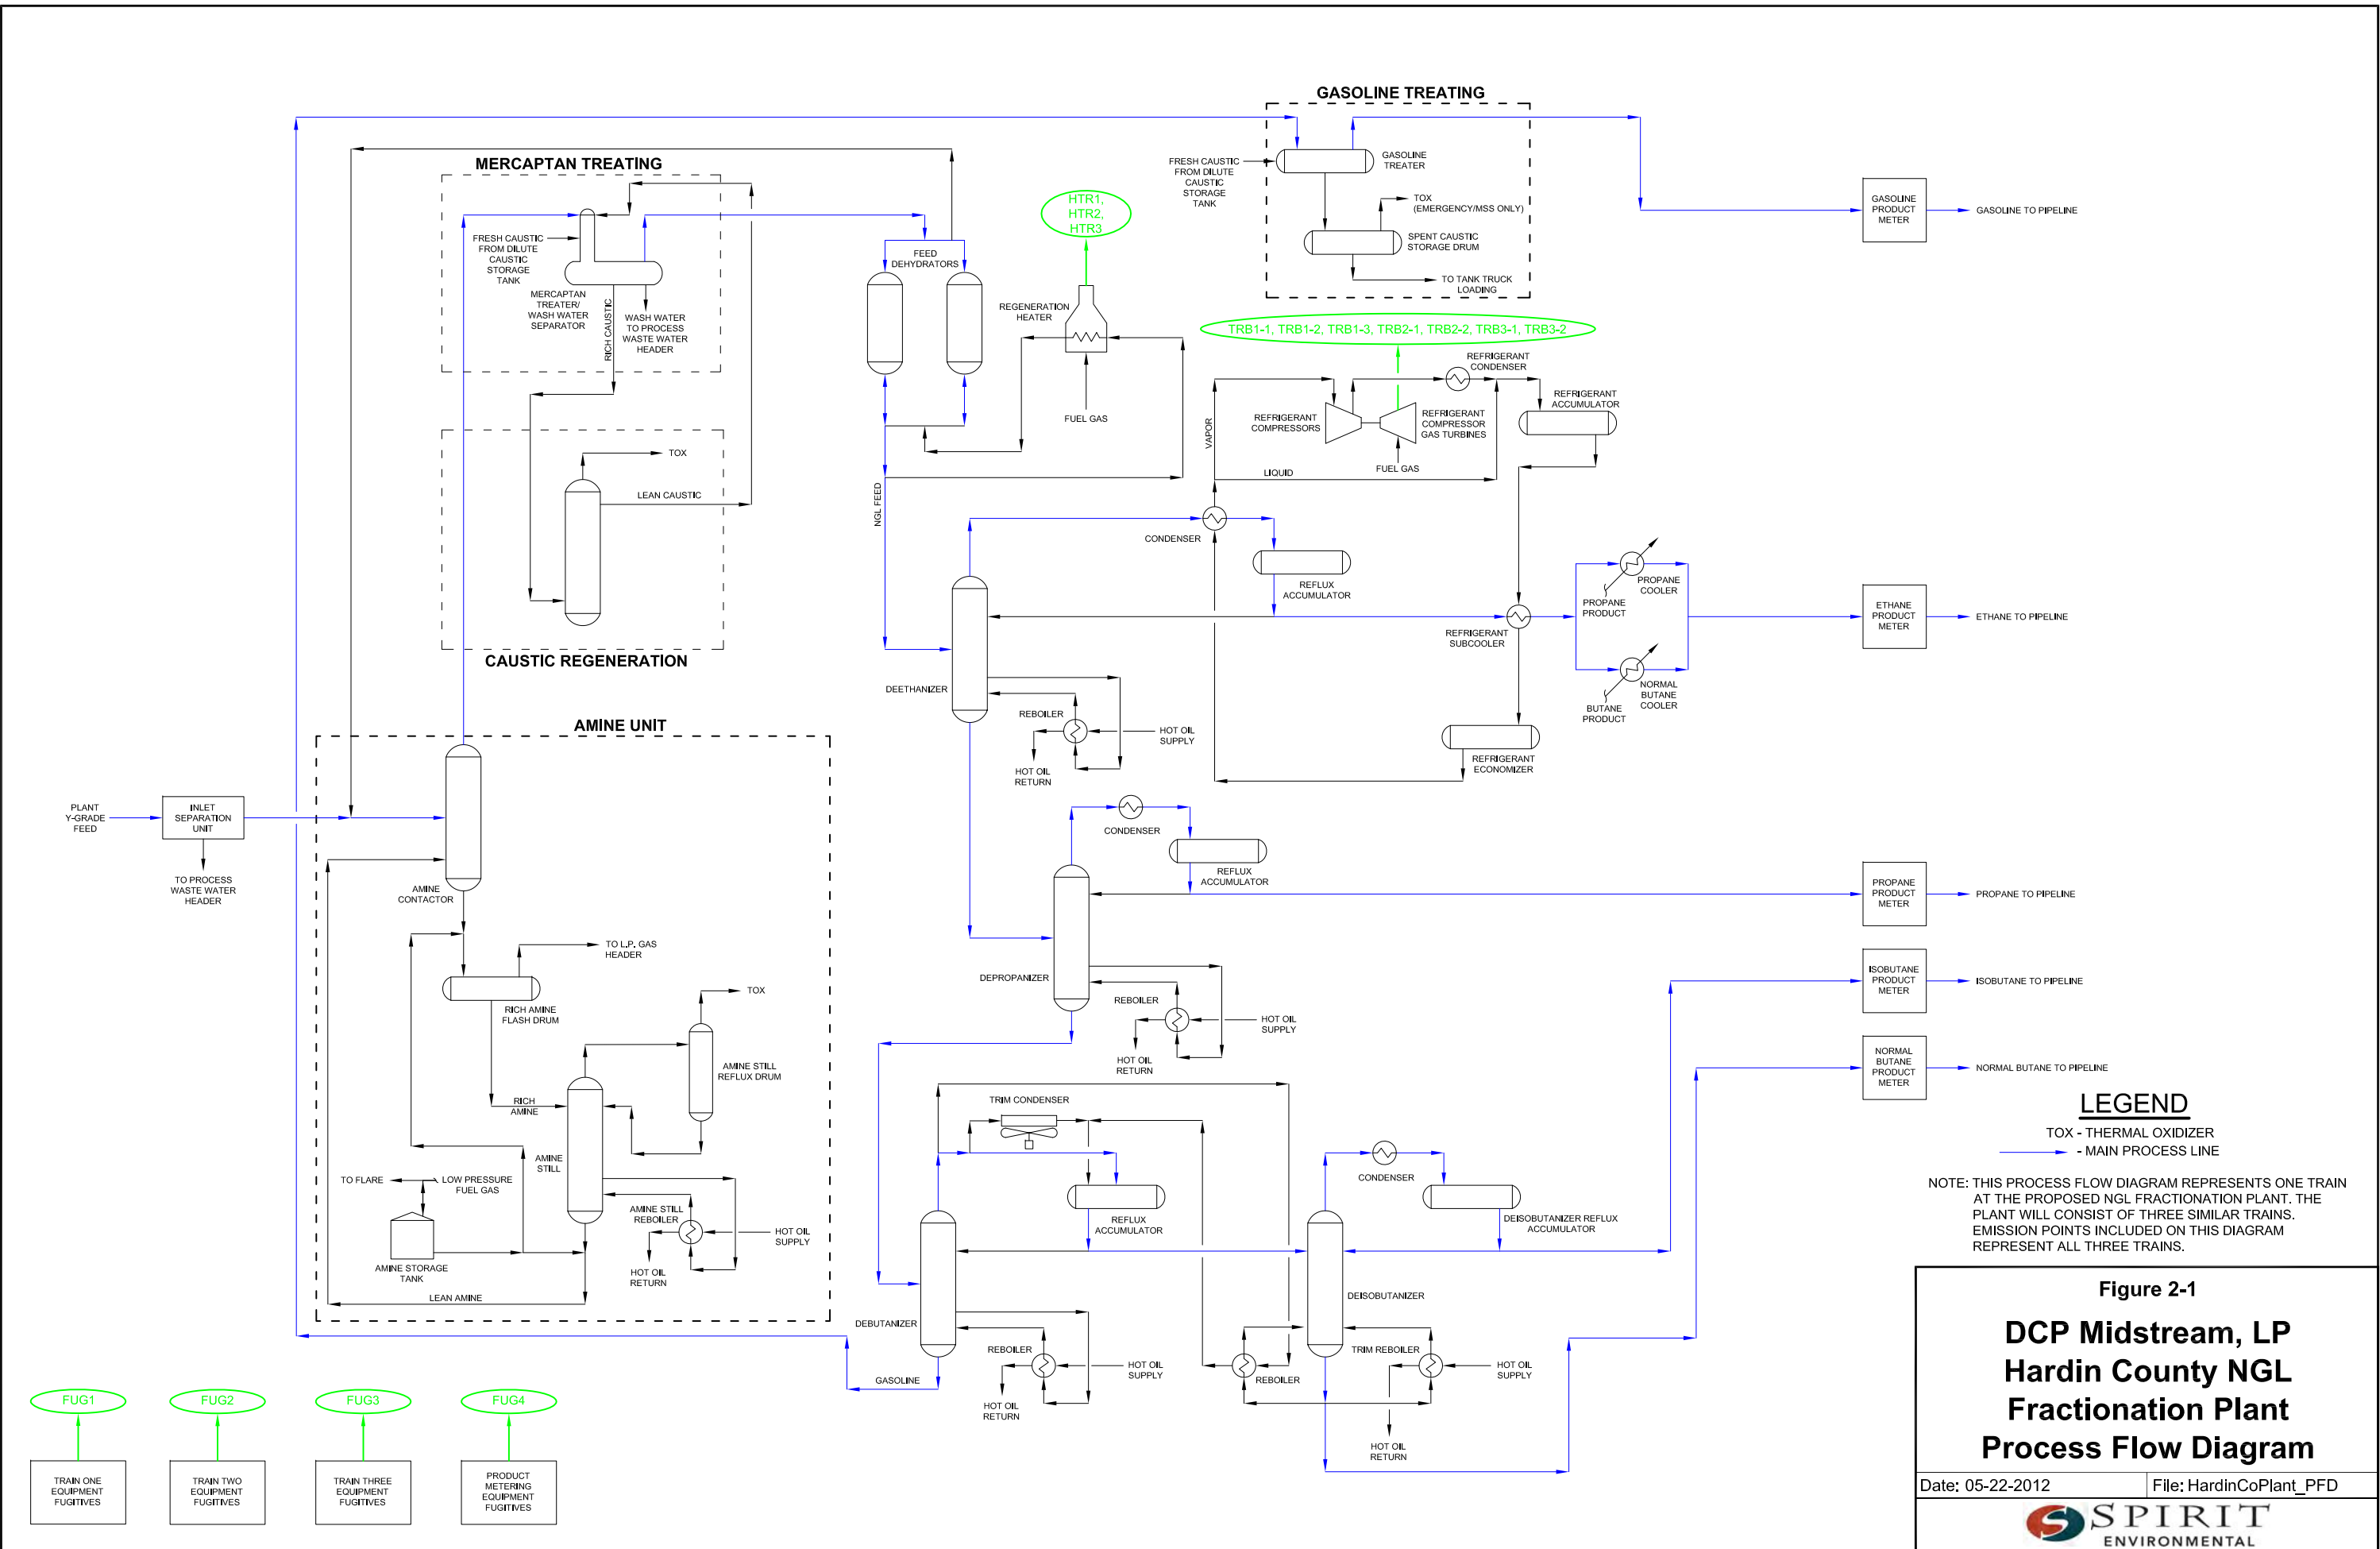 GASOLINE TREATING
FRESH CAUSTIC
FROM DILUTE
CAUSTIC
STORAGE
TANK
GASOLINE
TREATER
TOX
(EMERGENCY/MSS ONLY)
SPENT CAUSTIC
STORAGE DRUM
TO TANK TRUCK
LOADING
GASOLINE
PRODUCT
METER
GASOLINE TO PIPELINE
MERCAPTAN TREATING
FRESH CAUSTIC
FROM DILUTE
CAUSTIC
STORAGE
TANK
MERCAPTAN
TREATER/
WASH WATER
SEPARATOR
RICH CAUSTIC
WASH WATER
TO PROCESS
WASTE WATER
HEADER
FEED
DEHYDRATORS
HTR1,
HTR2,
HTR3
REGENERATION
HEATER
FUEL GAS
TRB1-1, TRB1-2, TRB1-3, TRB2-1, TRB2-2, TRB3-1, TRB3-2
REFRIGERANT
CONDENSER
REFRIGERANT
ACCUMULATOR
REFRIGERANT
COMPRESSORS
REFRIGERANT
COMPRESSOR
GAS TURBINES
VAPOR
LIQUID
FUEL GAS
TOX
LEAN CAUSTIC
CAUSTIC REGENERATION
NGL FEED
CONDENSER
REFLUX
ACCUMULATOR
DEETHANIZER
REBOILER
HOT OIL
SUPPLY
HOT OIL
RETURN
REFRIGERANT
SUBCOOLER
REFRIGERANT
ECONOMIZER
PROPANE
COOLER
PROPANE
PRODUCT
NORMAL
BUTANE
COOLER
BUTANE
PRODUCT
ETHANE
PRODUCT
METER
ETHANE TO PIPELINE
AMINE UNIT
PLANT
Y-GRADE
FEED
INLET
SEPARATION
UNIT
TO PROCESS
WASTE WATER
HEADER
AMINE
CONTACTOR
TO L.P. GAS
HEADER
RICH AMINE
FLASH DRUM
TOX
AMINE STILL
REFLUX DRUM
RICH
AMINE
AMINE
STILL
TO FLARE
LOW PRESSURE
FUEL GAS
AMINE STORAGE
TANK
AMINE STILL
REBOILER
HOT OIL
SUPPLY
HOT OIL
RETURN
LEAN AMINE
CONDENSER
REFLUX
ACCUMULATOR
DEPROPANIZER
REBOILER
HOT OIL
SUPPLY
HOT OIL
RETURN
PROPANE
PRODUCT
METER
PROPANE TO PIPELINE
ISOBUTANE
PRODUCT
METER
ISOBUTANE TO PIPELINE
NORMAL
BUTANE
PRODUCT
METER
NORMAL BUTANE TO PIPELINE
TRIM CONDENSER
REFLUX
ACCUMULATOR
DEBUTANIZER
REBOILER
HOT OIL
SUPPLY
HOT OIL
RETURN
GASOLINE
CONDENSER
DEISOBUTANIZER REFLUX
ACCUMULATOR
DEISOBUTANIZER
REBOILER
TRIM REBOILER
HOT OIL
SUPPLY
HOT OIL
RETURN
LEGEND
TOX - THERMAL OXIDIZER
- MAIN PROCESS LINE
NOTE: THIS PROCESS FLOW DIAGRAM REPRESENTS ONE TRAIN
AT THE PROPOSED NGL FRACTIONATION PLANT. THE
PLANT WILL CONSIST OF THREE SIMILAR TRAINS.
EMISSION POINTS INCLUDED ON THIS DIAGRAM
REPRESENT ALL THREE TRAINS.
FUG1
FUG2
FUG3
FUG4
TRAIN ONE
EQUIPMENT
FUGITIVES
TRAIN TWO
EQUIPMENT
FUGITIVES
TRAIN THREE
EQUIPMENT
FUGITIVES
PRODUCT
METERING
EQUIPMENT
FUGITIVES
Figure 2-1
DCP Midstream, LP
Hardin County NGL
Fractionation Plant
Process Flow Diagram
Date: 05-22-2012
File: HardinCoPlant_PFD
SPIRIT
ENVIRONMENTAL